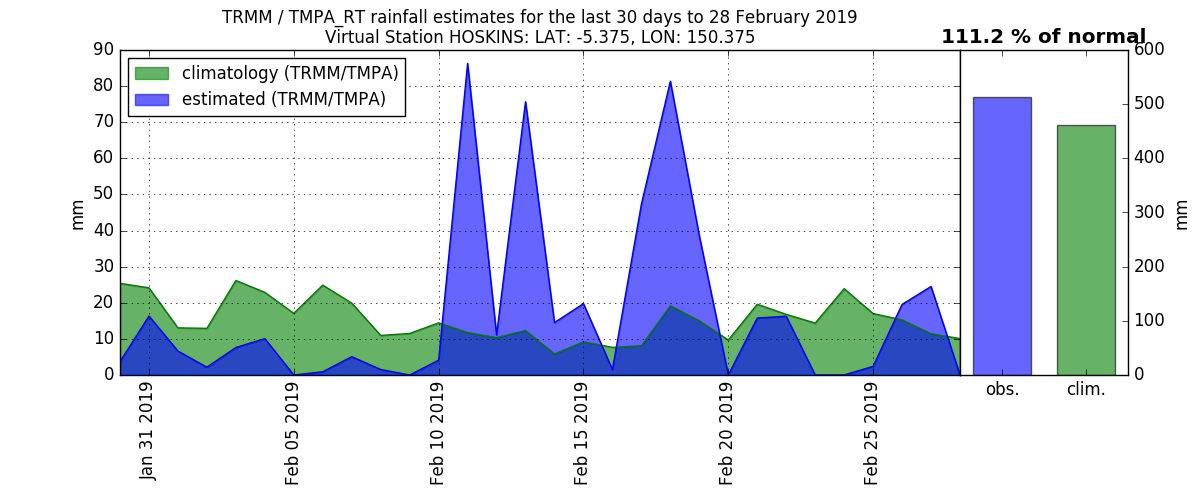 TRMM / TMPA_RT rainfall estimates for the last 30 days to 28 February 2019
Virtual Station HOSKINS: LAT: -5.375, LON: 150.375
111.2 % of normal
climatology (TRMM/TMPA)
estimated (TRMM/TMPA)
90
80
70
60
50
40
30
20
10
0
mm
Jan 31 2019
Feb 05 2019
Feb 10 2019
Feb 15 2019
Feb 20 2019
Feb 25 2019
600
500
400
300
200
100
0
mm
obs.
clim.